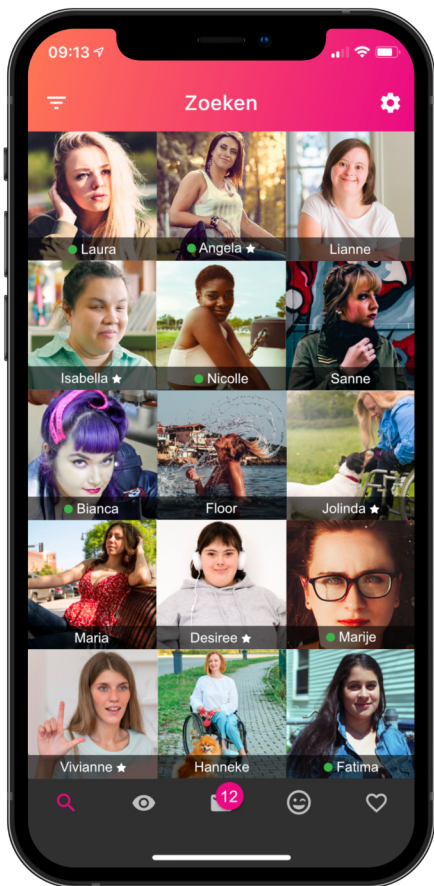 09:13
Zoeken
Laura
Angela
Lianne
Isabella
Nicolle
Sanne
Bianca
Floor
Jolinda
Maria
Desiree
Marije
Vivianne
Hanneke
Fatima
12